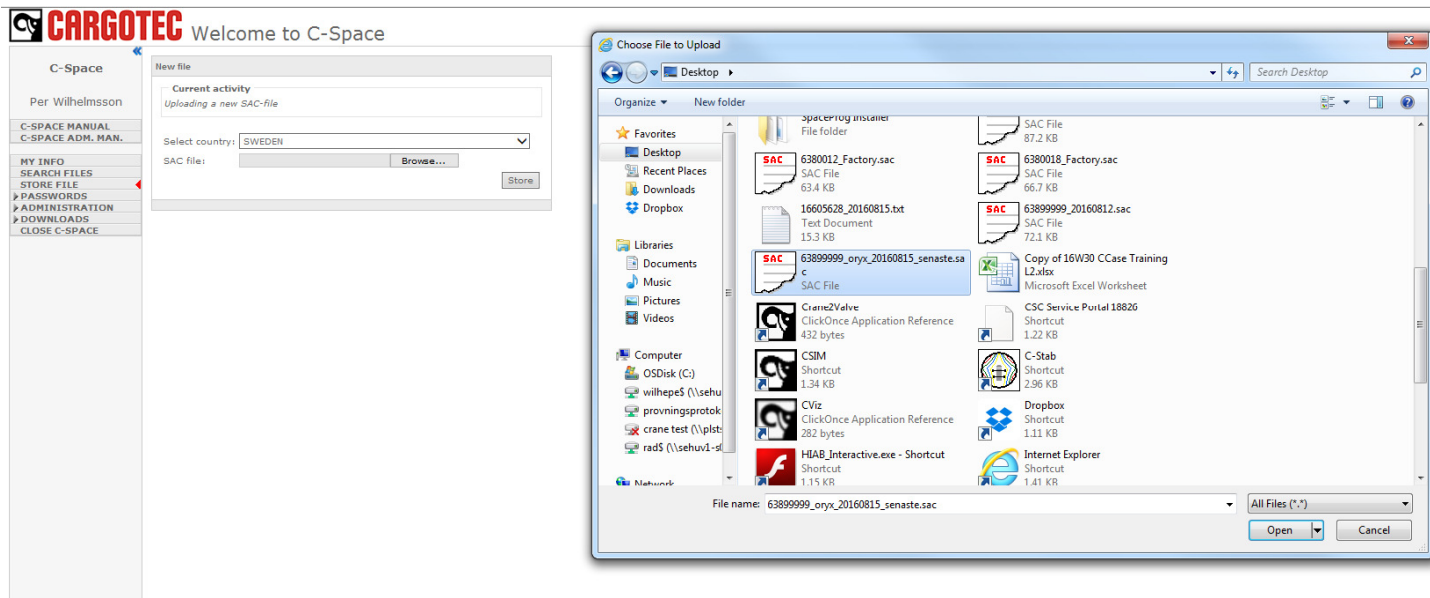 CARGOTEC Welcome to C-Space
C-Space
Per Wilhelmsson
C-SPACE MANUAL
C-SPACE ADM. MAN.
MY INFO
SEARCH FILES
STORE FILE
PASSWORDS
ADMINISTRATION
DOWNLOADS
CLOSE C-SPACE
New file
Current activity
Uploading a new SAC-file
Select country: SWEDEN
SAC file: Browse...
Store
Choose File to Upload
Desktop
Search Desktop
Organize New folder
Favorites
Desktop
Recent Places
Downloads
Dropbox
Libraries
Documents
Music
Pictures
Videos
Computer
OSDisk (C:)
wilhepe$ (\\sehu
provningsprotok
crane test (\\plst
rad$ (\\sehuv1-s
Network
SpaceProg Installer
File folder
SAC File
87.2 KB
SAC
6380012_Factory.sac
SAC File
63.4 KB
SAC
6380018_Factory.sac
SAC File
66.7 KB
16605628_20160815.txt
Text Document
15.3 KB
SAC
63899999_20160812.sac
SAC File
72.1 KB
SAC
63899999_oryx_20160815_senaste.sa
c
SAC File
Copy of 16W30 CCase Training
L2.xlsx
Microsoft Excel Worksheet
Crane2Valve
ClickOnce Application Reference
432 bytes
CSC Service Portal 18826
Shortcut
1.22 KB
CSIM
Shortcut
1.34 KB
C-Stab
Shortcut
2.96 KB
CViz
ClickOnce Application Reference
282 bytes
Dropbox
Shortcut
1.11 KB
HIAB_Interactive.exe - Shortcut
Shortcut
1.15 KB
Internet Explorer
Shortcut
1.41 KB
File name: 63899999_oryx_20160815_senaste.sac
All Files (*.*)
Open Cancel